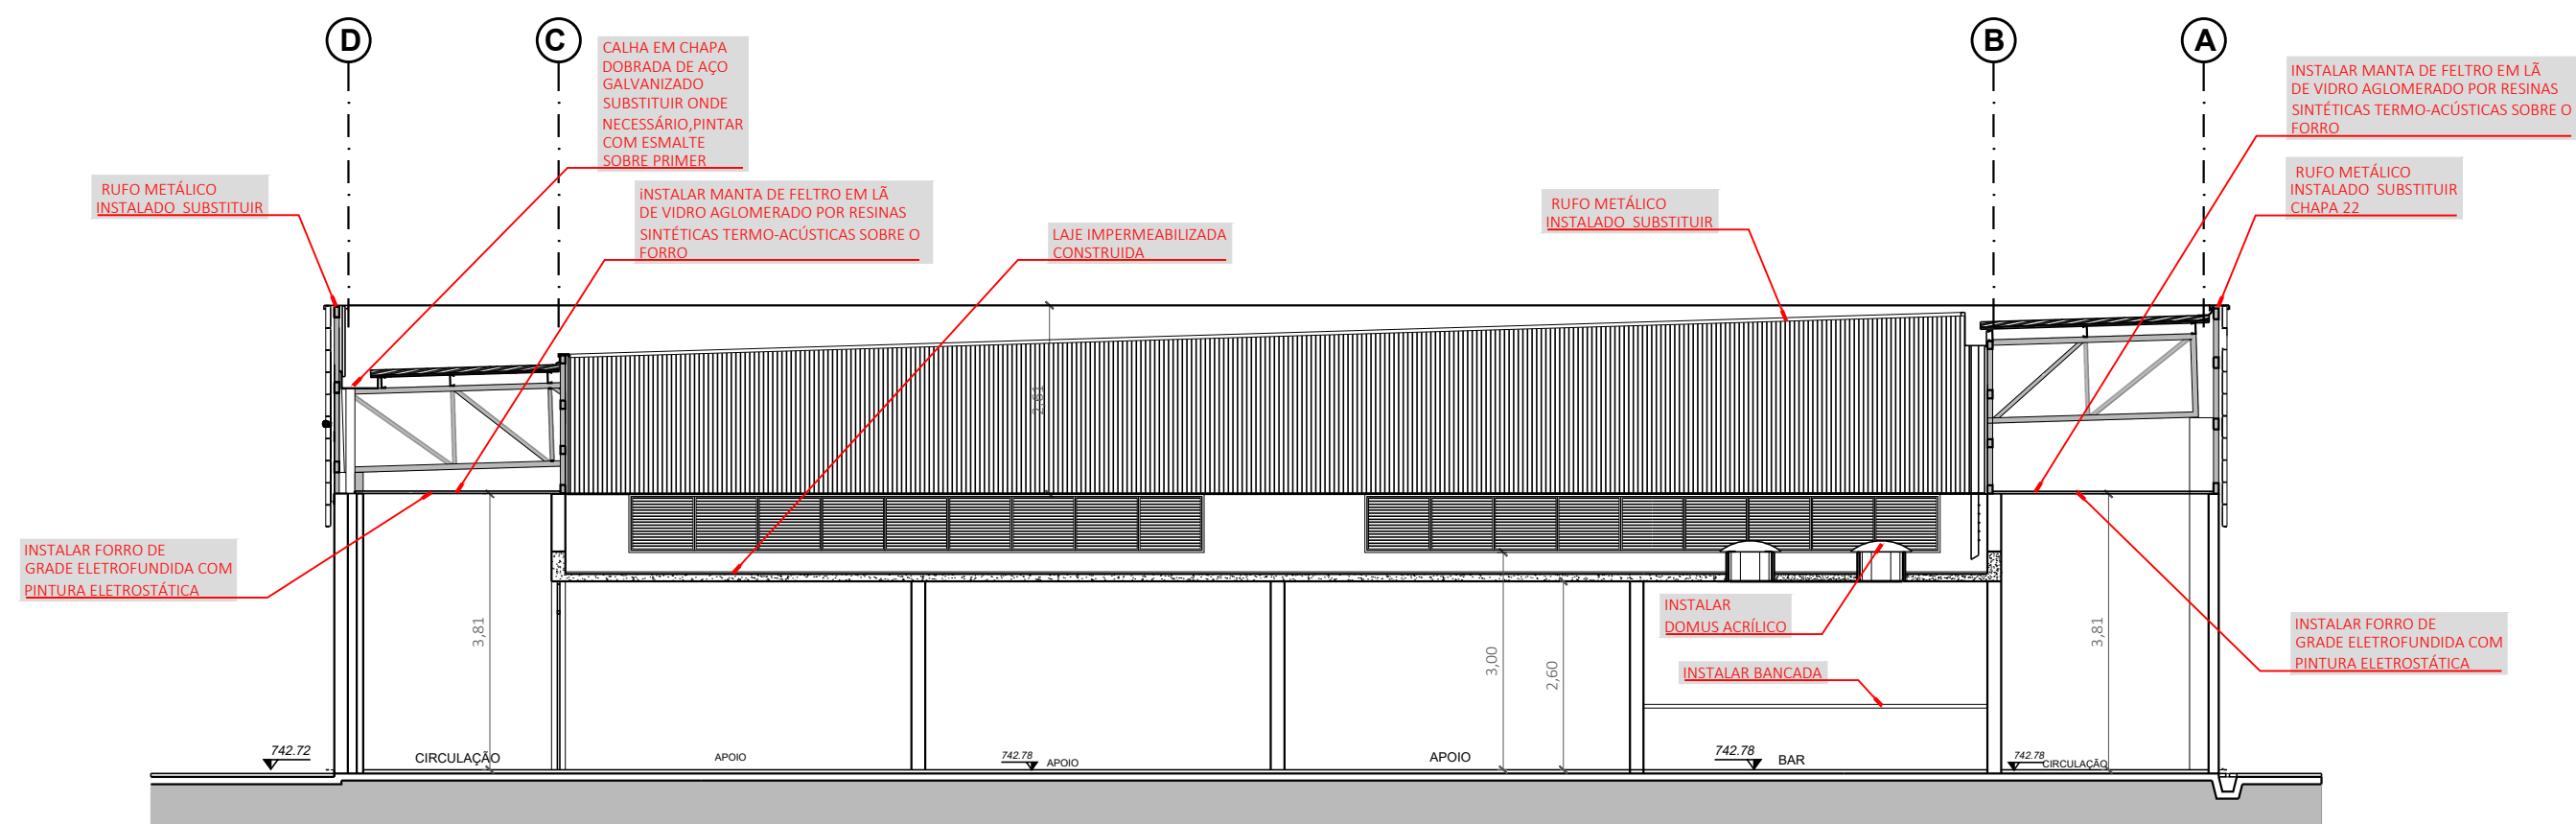 D
C
B
A
CALHA EM CHAPA
DOBRADA DE AÇO
GALVANIZADO
SUBSTITUIR ONDE
NECESSÁRIO,PINTAR
COM ESMALTE
SOBRE PRIMER
INSTALAR MANTA DE FELTRO EM LÃ
DE VIDRO AGLOMERADO POR RESINAS
SINTÉTICAS TERMO-ACÚSTICAS SOBRE O
FORRO
RUFO METÁLICO
INSTALADO SUBSTITUIR
iNSTALAR MANTA DE FELTRO EM LÃ
DE VIDRO AGLOMERADO POR RESINAS
SINTÉTICAS TERMO-ACÚSTICAS SOBRE O
FORRO
LAJE IMPERMEABILIZADA
CONSTRUIDA
RUFO METÁLICO
INSTALADO SUBSTITUIR
RUFO METÁLICO
INSTALADO SUBSTITUIR
CHAPA 22
2,61
INSTALAR FORRO DE
GRADE ELETROFUNDIDA COM
PINTURA ELETROSTÁTICA
3,81
3,00
2,60
INSTALAR
DOMUS ACRÍLICO
INSTALAR BANCADA
3,81
INSTALAR FORRO DE
GRADE ELETROFUNDIDA COM
PINTURA ELETROSTÁTICA
742.72
CIRCULAÇÃO
APOIO
742.78
APOIO
APOIO
742.78
BAR
742.78
CIRCULAÇÃO